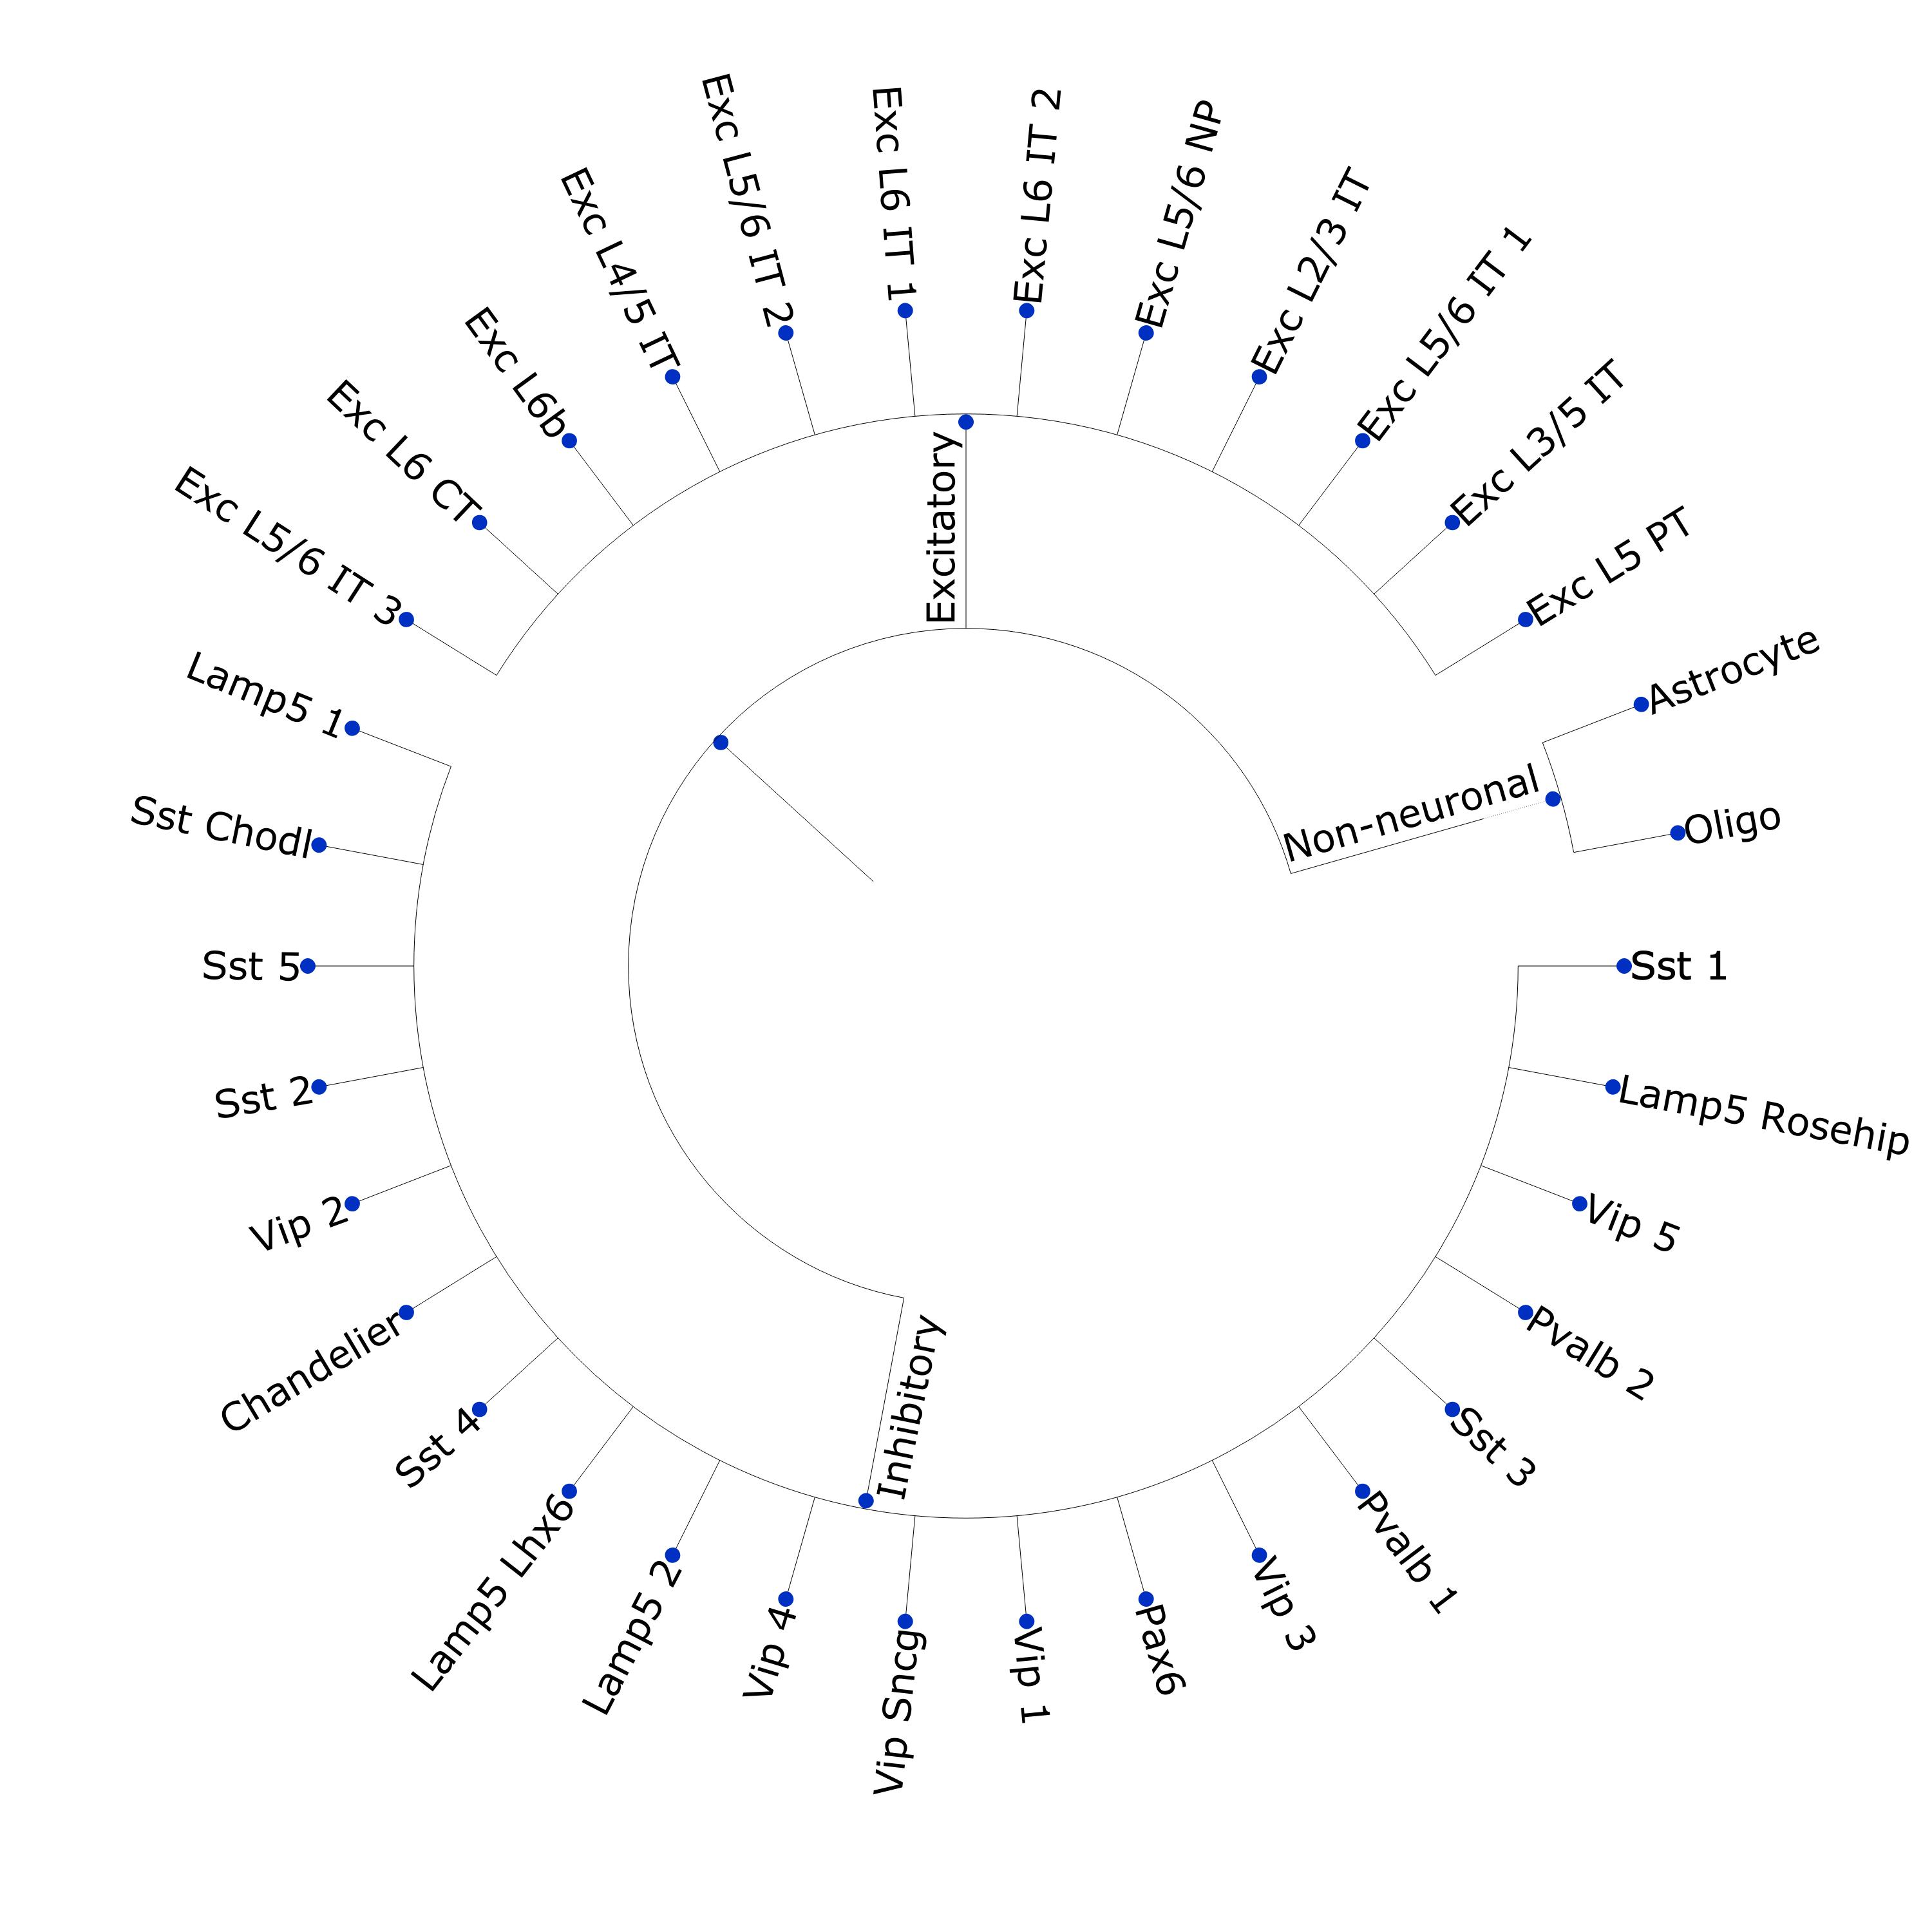 Exc L5/6 IT 3
Exc L6 CT
Exc L6b
Exc L4/5 IT
Exc L5/6 IT 2
Exc L6 IT 1
Exc L6 IT 2
Exc L5/6 NP
Exc L2/3 IT
Exc L5/6 IT 1
Exc L3/5 IT
Exc L5 PT
Astrocyte
Oligo
Sst 1
Lamp5 Rosehip
Vip 5
Pvalb 2
Sst 3
Pvalb 1
Vip 3
Pax6
Vip 1
Vip Sncg
Vip 4
Lamp5 2
Lamp5 Lhx6
Sst 4
Chandelier
Vip 2
Sst 2
Sst 5
Sst Chodl
Lamp5 1
Excitatory
Non-neuronal
Inhibitory